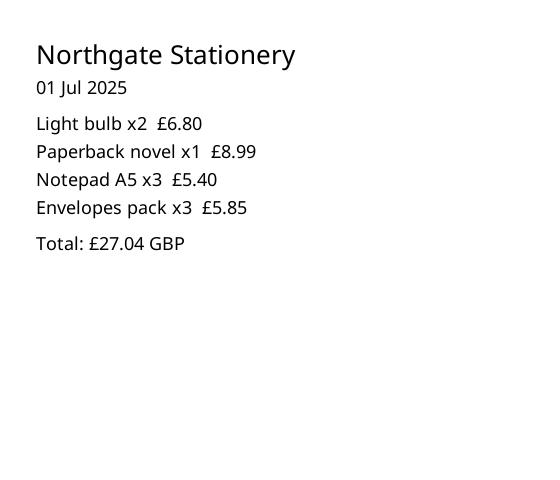 Northgate Stationery
01 Jul 2025
Light bulb x2  £6.80
Paperback novel x1  £8.99
Notepad A5 x3  £5.40
Envelopes pack x3  £5.85
Total: £27.04 GBP